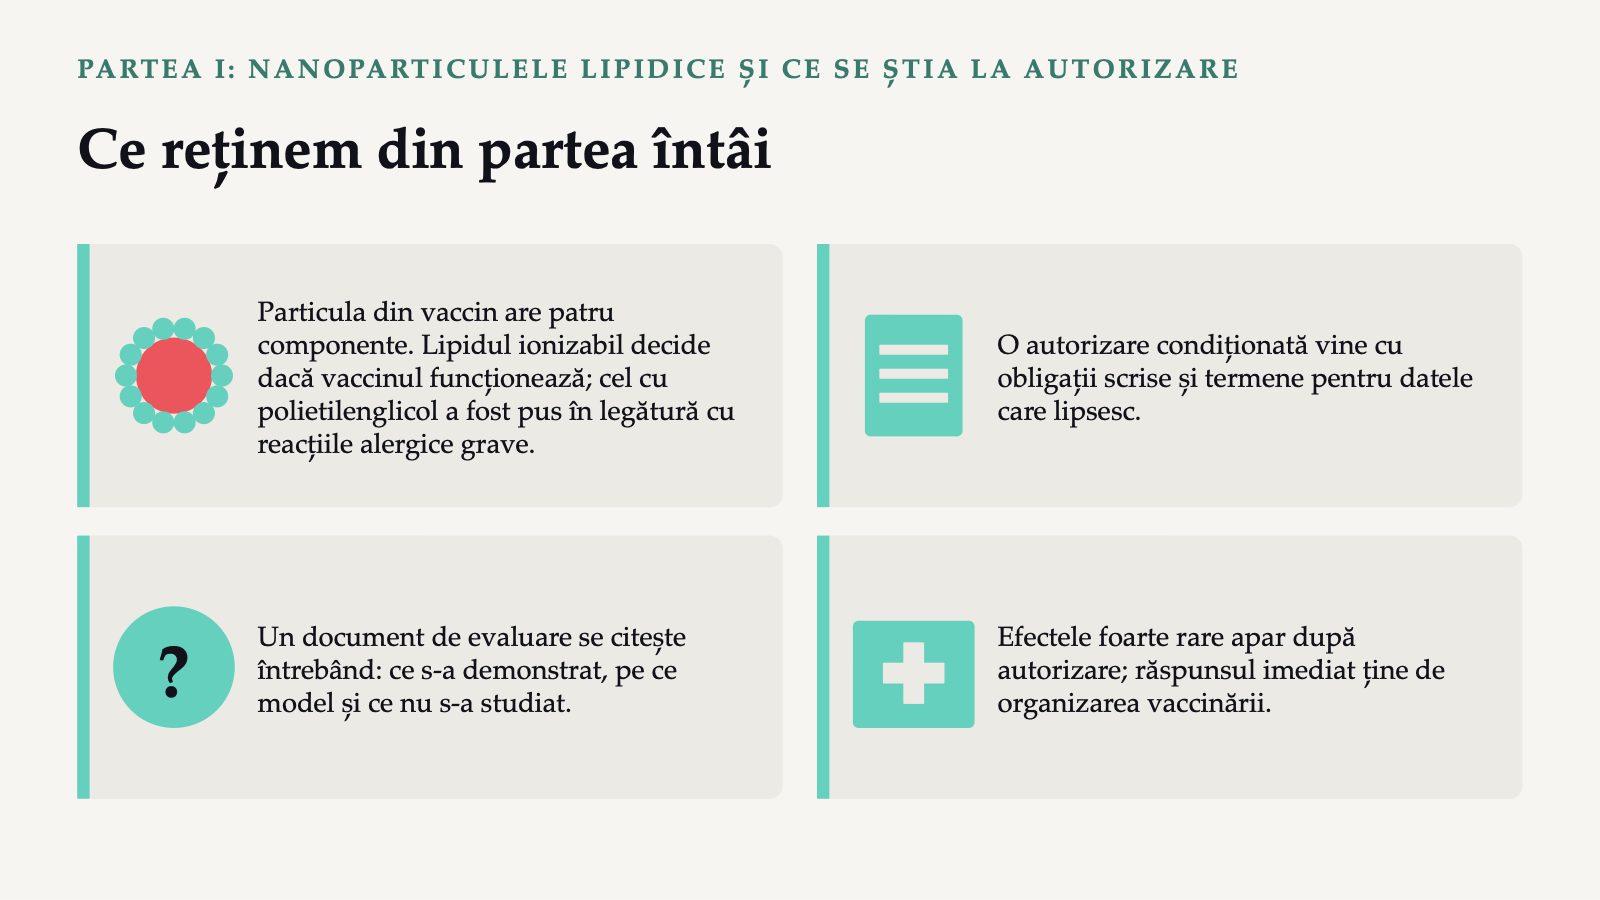 PARTEA I: NANOPARTICULELE LIPIDICE ȘI CE SE ȘTIA LA AUTORIZARE
Ce reținem din partea întâi
Particula din vaccin are patru
componente. Lipidul ionizabil decide
dacă vaccinul funcționează; cel cu
polietilenglicol a fost pus în legătură cu
reacțiile alergice grave.
O autorizare condiționată vine cu
obligații scrise și termene pentru datele
care lipsesc.
?
Un document de evaluare se citește
întrebând: ce s-a demonstrat, pe ce
model și ce nu s-a studiat.
Efectele foarte rare apar după
autorizare; răspunsul imediat ține de
organizarea vaccinării.